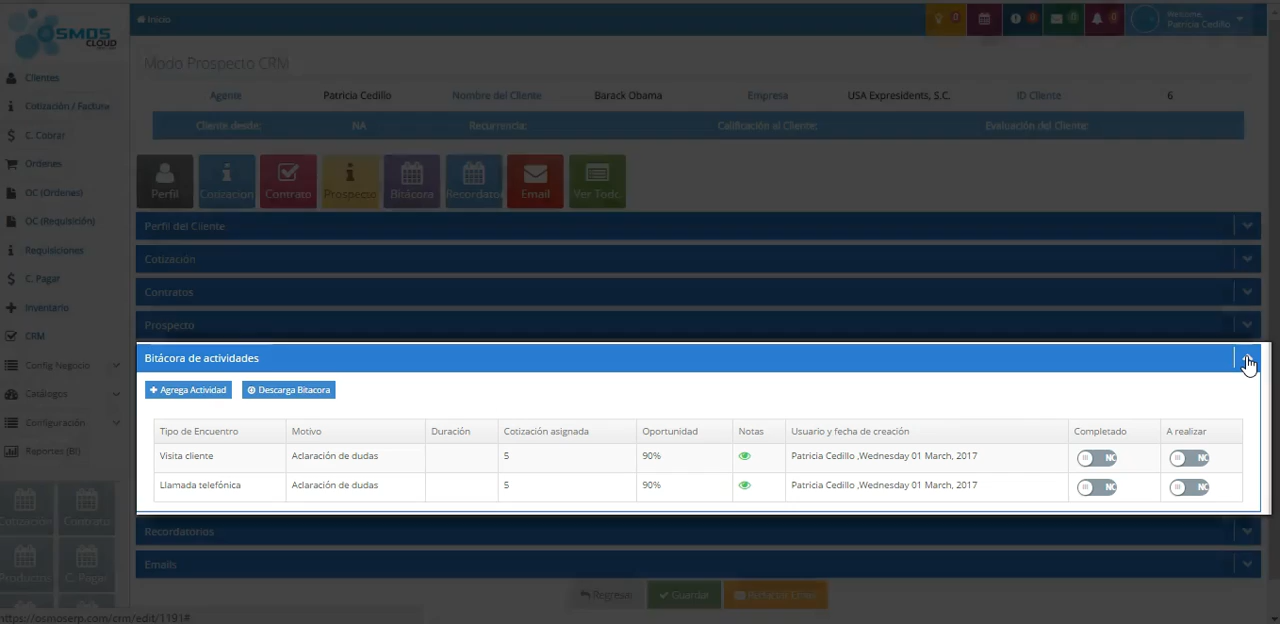 OSMOS
CLOUD
Inicio
0
0
0
0
Welcome,
Patricia Cedillo
Clientes
Cotización / Factura
C. Cobrar
Ordenes
OC (Ordenes)
OC (Requisición)
Requisiciones
C. Pagar
Inventario
CRM
Config Negocio
Catálogos
Configuración
Reportes (BI)
Contrato
C. Pagar
Modo Prospecto CRM
Agente Patricia Cedillo Nombre del Cliente Barack Obama Empresa USA Expresidents, S.C. ID Cliente 6
Cliente desde: NA Recurrencia: Calificación al Cliente: Evaluación del Cliente:
Perfil Cotizacion Contrato Prospecto Bitácora Recordator Email Ver Todo
Perfil del Cliente
Cotización
Contratos
Prospecto
Bitácora de actividades
Agrega Actividad Descarga Bitacora
Tipo de Encuentro Motivo Duración Cotización asignada Oportunidad Notas Usuario y fecha de creación Completado A realizar
Visita cliente Aclaración de dudas 5 90% Patricia Cedillo ,Wednesday 01 March, 2017 NO NO
Llamada telefónica Aclaración de dudas 5 90% Patricia Cedillo ,Wednesday 01 March, 2017 NO NO
Recordatorios
Emails
Regresar Guardar
https://osmoserp.com/crm/edit/1191#